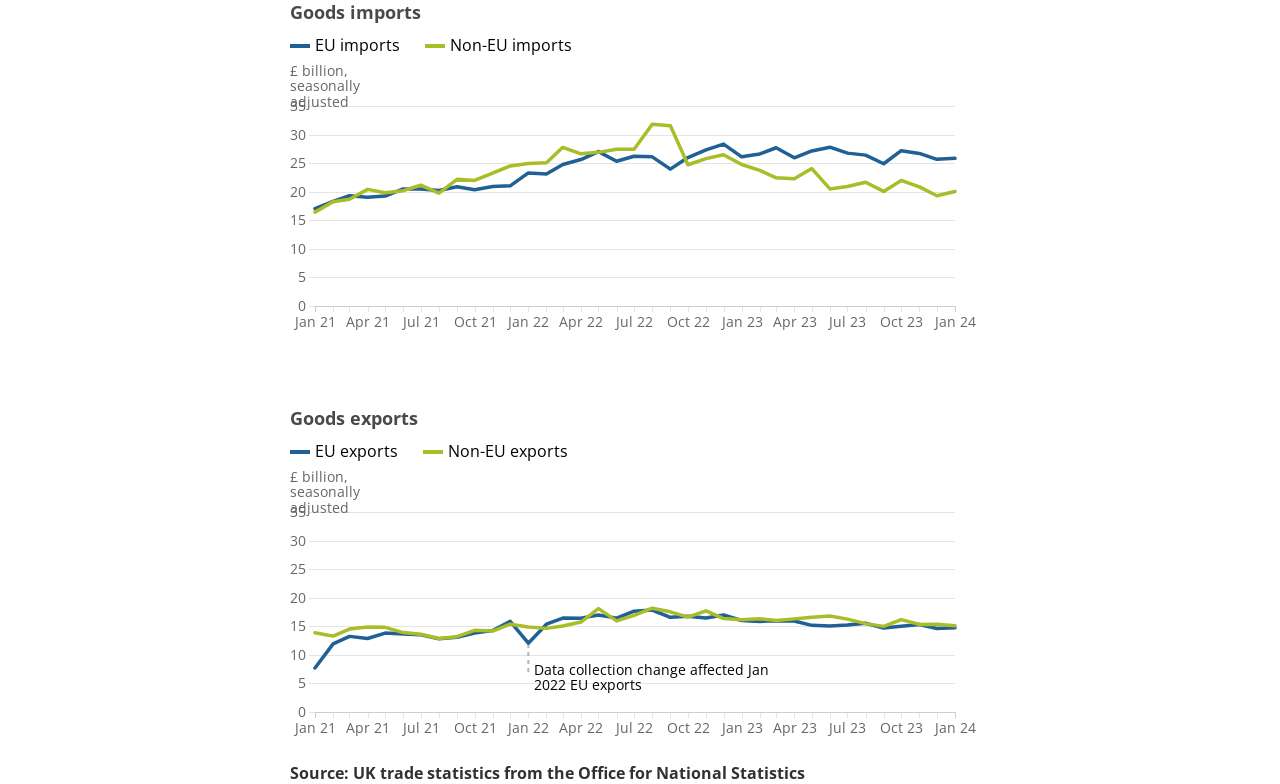 Goods imports
EU imports Non-EU imports
£ billion,
seasonally
adjusted
35
30
25
20
15
10
5
0
Jan 21 Apr 21 Jul 21 Oct 21 Jan 22 Apr 22 Jul 22 Oct 22 Jan 23 Apr 23 Jul 23 Oct 23 Jan 24
Goods exports
EU exports Non-EU exports
£ billion,
seasonally
adjusted
35
30
25
20
15
10
Data collection change affected Jan
2022 EU exports
5
0
Jan 21 Apr 21 Jul 21 Oct 21 Jan 22 Apr 22 Jul 22 Oct 22 Jan 23 Apr 23 Jul 23 Oct 23 Jan 24
Source: UK trade statistics from the Office for National Statistics